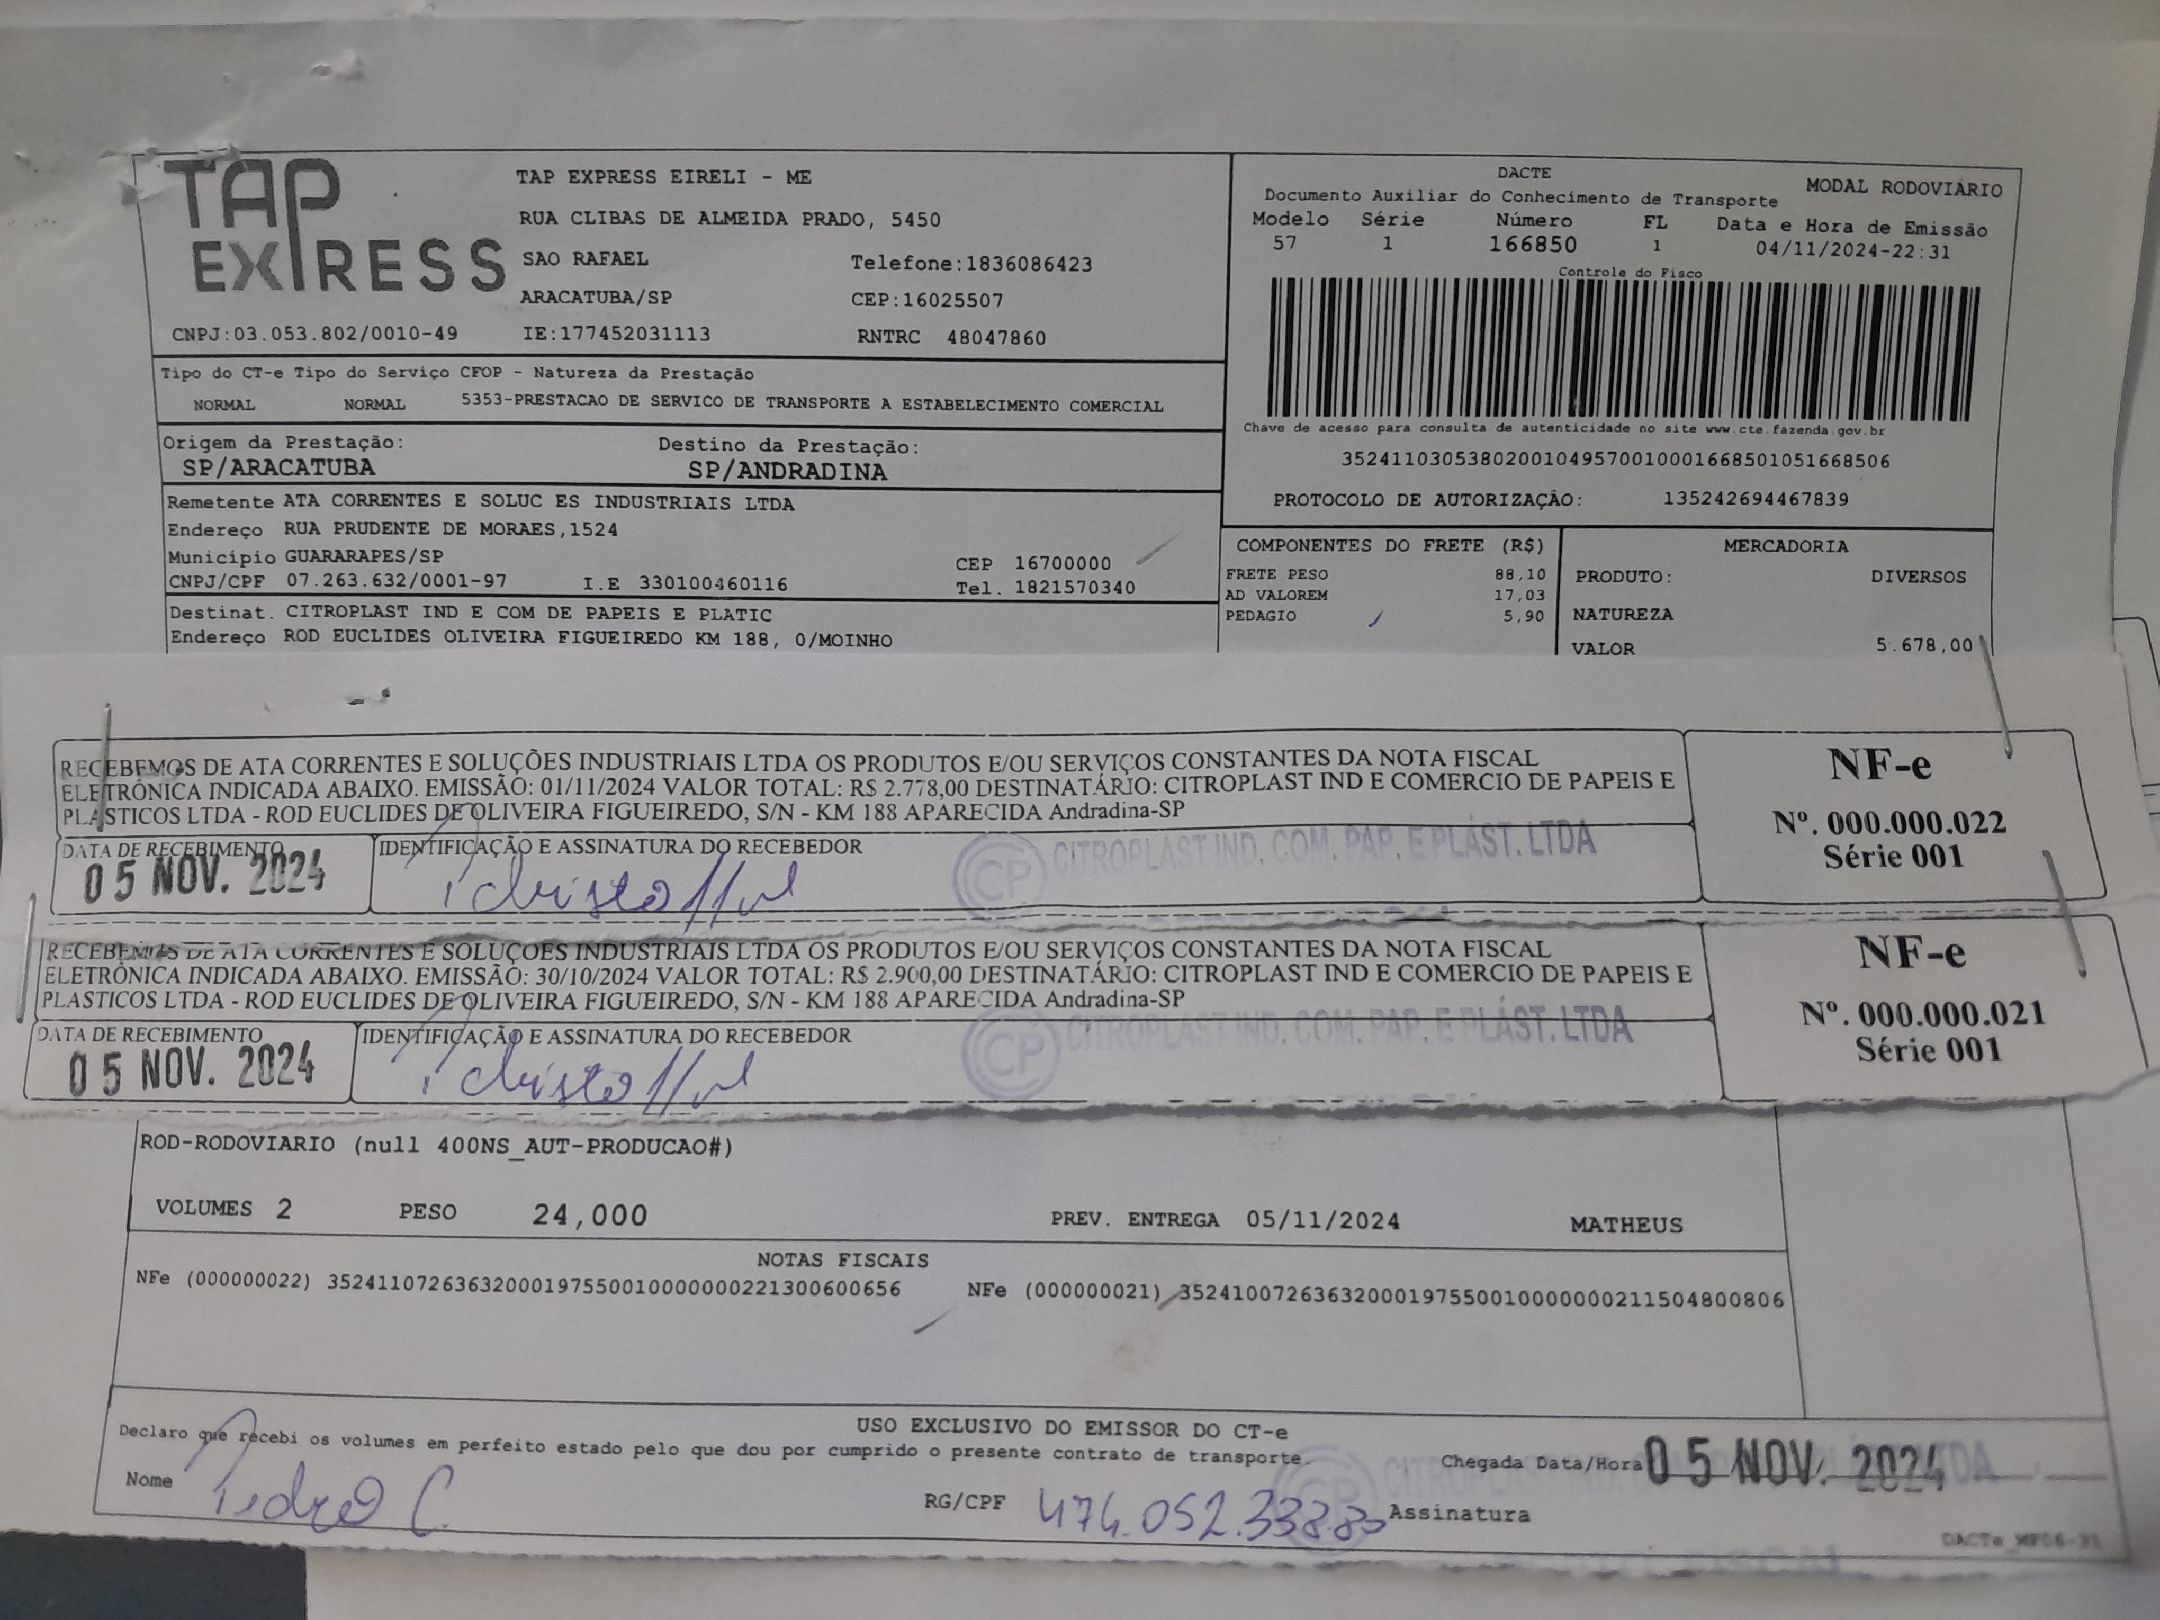 TAP EXPRESS
TAP EXPRESS EIRELI - ME
RUA CLIBAS DE ALMEIDA PRADO, 5450
SAO RAFAEL Telefone:1836086423
ARACATUBA/SP CEP:16025507
CNPJ:03.053.802/0010-49 IE:177452031113 RNTRC 48047860
DACTE
Documento Auxiliar do Conhecimento de Transporte MODAL RODOVIÁRIO
Modelo Série Número FL Data e Hora de Emissão
57 1 166850 1 04/11/2024-22:31
Controle do Fisco
Chave de acesso para consulta de autenticidade no site www.cte.fazenda.gov.br
35241103053802001049570010001668501051668506
PROTOCOLO DE AUTORIZAÇÃO: 135242694467839
Tipo do CT-e Tipo do Serviço CFOP - Natureza da Prestação
NORMAL NORMAL 5353-PRESTACAO DE SERVICO DE TRANSPORTE A ESTABELECIMENTO COMERCIAL
Origem da Prestação: Destino da Prestação:
SP/ARACATUBA SP/ANDRADINA
Remetente ATA CORRENTES E SOLUC ES INDUSTRIAIS LTDA
Endereço RUA PRUDENTE DE MORAES,1524
Município GUARARAPES/SP CEP 16700000
CNPJ/CPF 07.263.632/0001-97 I.E 330100460116 Tel. 1821570340
Destinat. CITROPLAST IND E COM DE PAPEIS E PLATIC
Endereço ROD EUCLIDES OLIVEIRA FIGUEIREDO KM 188, 0/MOINHO
COMPONENTES DO FRETE (R$)
FRETE PESO 88,10
AD VALOREM 17,03
PEDAGIO 5,90
MERCADORIA
PRODUTO: DIVERSOS
NATUREZA
VALOR 5.678,00
RECEBEMOS DE ATA CORRENTES E SOLUÇÕES INDUSTRIAIS LTDA OS PRODUTOS E/OU SERVIÇOS CONSTANTES DA NOTA FISCAL
ELETRÔNICA INDICADA ABAIXO. EMISSÃO: 01/11/2024 VALOR TOTAL: R$ 2.778,00 DESTINATÁRIO: CITROPLAST IND E COMERCIO DE PAPEIS E
PLASTICOS LTDA - ROD EUCLIDES DE OLIVEIRA FIGUEIREDO, S/N - KM 188 APARECIDA Andradina-SP
DATA DE RECEBIMENTO IDENTIFICAÇÃO E ASSINATURA DO RECEBEDOR
05 NOV. 2024
CP CITROPLAST IND. COM. PAP. E PLÁST. LTDA
NF-e
Nº. 000.000.022
Série 001
RECEBEMOS DE ATA CORRENTES E SOLUÇÕES INDUSTRIAIS LTDA OS PRODUTOS E/OU SERVIÇOS CONSTANTES DA NOTA FISCAL
ELETRÔNICA INDICADA ABAIXO. EMISSÃO: 30/10/2024 VALOR TOTAL: R$ 2.900,00 DESTINATÁRIO: CITROPLAST IND E COMERCIO DE PAPEIS E
PLASTICOS LTDA - ROD EUCLIDES DE OLIVEIRA FIGUEIREDO, S/N - KM 188 APARECIDA Andradina-SP
DATA DE RECEBIMENTO IDENTIFICAÇÃO E ASSINATURA DO RECEBEDOR
05 NOV. 2024
CP CITROPLAST IND. COM. PAP. E PLÁST. LTDA
NF-e
Nº. 000.000.021
Série 001
ROD-RODOVIARIO (null 400NS_AUT-PRODUCAO#)
VOLUMES 2 PESO 24,000 PREV. ENTREGA 05/11/2024 MATHEUS
NOTAS FISCAIS
NFe (000000022) 35241107263632000197550010000000221300600656 NFe (000000021) 35241007263632000197550010000000211504800806
USO EXCLUSIVO DO EMISSOR DO CT-e
Declaro que recebi os volumes em perfeito estado pelo que dou por cumprido o presente contrato de transporte.
Chegada Data/Hora 05 NOV. 2024
Nome Pedro C. RG/CPF 474.052.338.80 Assinatura